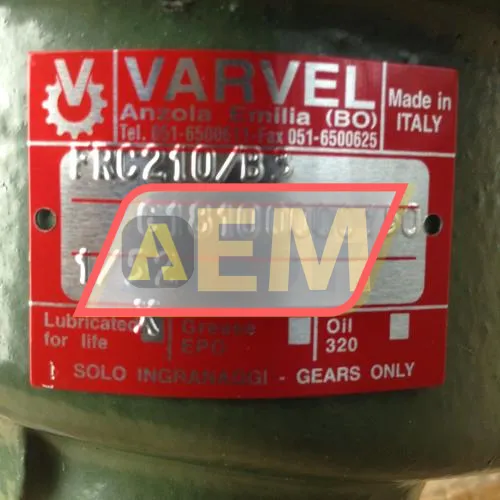 VARVEL
Anzola Emilia (BO)
Tel. 051-6500611-Fax 051-6500625
Made in
ITALY
FRC210/B3
AEM
Lubricated
for life
X
Grease
EPG
Oil
320
SOLO INGRANAGGI - GEARS ONLY